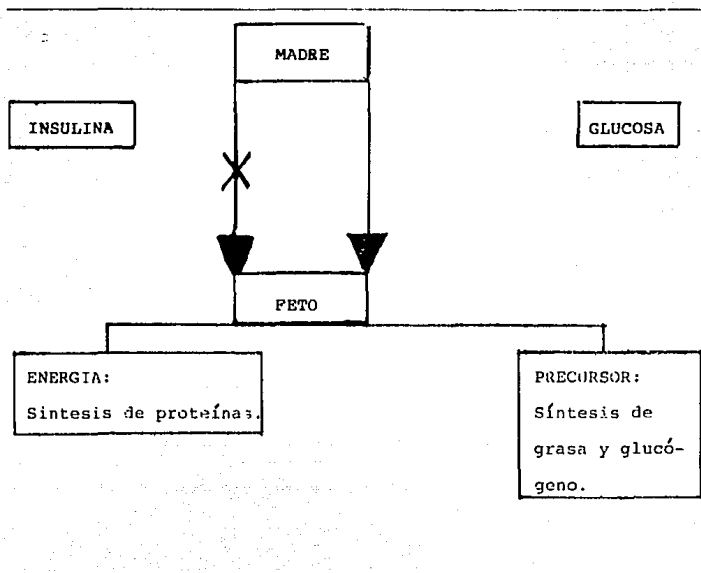 MADRE
INSULINA
GLUCOSA
FETO
ENERGIA:
Sintesis de proteínas.
PRECURSOR:
Síntesis de
grasa y glucó-
geno.